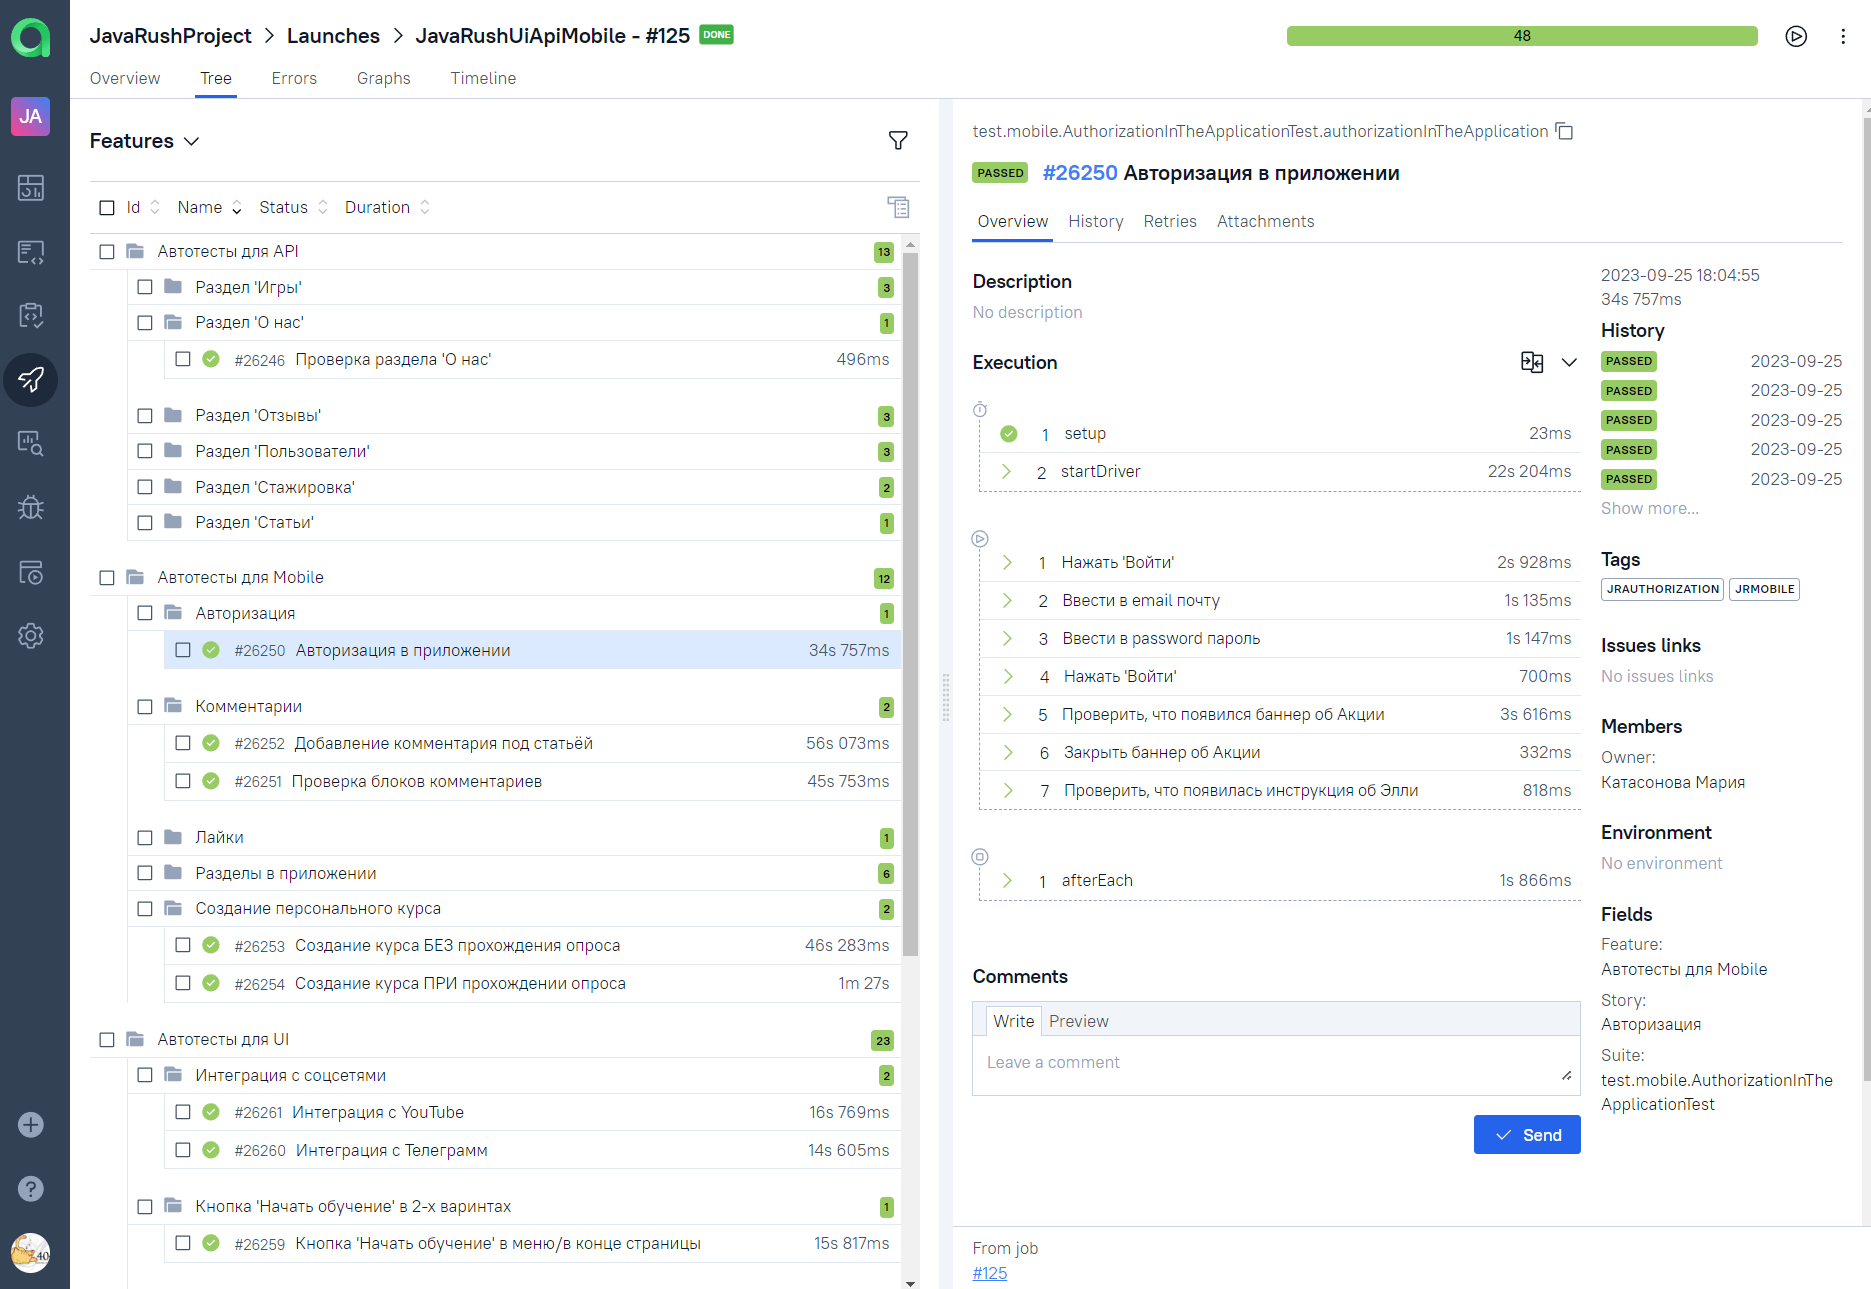 JavaRushProject > Launches > JavaRushUiApiMobile - #125 DONE
48
Overview Tree Errors Graphs Timeline
JA
Features
Id Name Status Duration
Автотесты для API 13
Раздел 'Игры' 3
Раздел 'О нас' 1
#26246 Проверка раздела 'О нас' 496ms
Раздел 'Отзывы' 3
Раздел 'Пользователи' 3
Раздел 'Стажировка' 2
Раздел 'Статьи' 1
Автотесты для Mobile 12
Авторизация 1
#26250 Авторизация в приложении 34s 757ms
Комментарии 2
#26252 Добавление комментария под статьёй 56s 073ms
#26251 Проверка блоков комментариев 45s 753ms
Лайки 1
Разделы в приложении 6
Создание персонального курса 2
#26253 Создание курса БЕЗ прохождения опроса 46s 283ms
#26254 Создание курса ПРИ прохождении опроса 1m 27s
Автотесты для UI 23
Интеграция с соцсетями 2
#26261 Интеграция с YouTube 16s 769ms
#26260 Интеграция с Телеграмм 14s 605ms
Кнопка 'Начать обучение' в 2-х варинтах 1
#26259 Кнопка 'Начать обучение' в меню/в конце страницы 15s 817ms
40
test.mobile.AuthorizationInTheApplicationTest.authorizationInTheApplication
PASSED #26250 Авторизация в приложении
Overview History Retries Attachments
Description
No description
Execution
1 setup 23ms
2 startDriver 22s 204ms
1 Нажать 'Войти' 2s 928ms
2 Ввести в email почту 1s 135ms
3 Ввести в password пароль 1s 147ms
4 Нажать 'Войти' 700ms
5 Проверить, что появился баннер об Акции 3s 616ms
6 Закрыть баннер об Акции 332ms
7 Проверить, что появилась инструкция об Элли 818ms
1 afterEach 1s 866ms
Comments
Write Preview
Leave a comment
Send
2023-09-25 18:04:55
34s 757ms
History
PASSED 2023-09-25
PASSED 2023-09-25
PASSED 2023-09-25
PASSED 2023-09-25
PASSED 2023-09-25
Show more...
Tags
JRAUTHORIZATION JRMOBILE
Issues links
No issues links
Members
Owner:
Катасонова Мария
Environment
No environment
Fields
Feature:
Автотесты для Mobile
Story:
Авторизация
Suite:
test.mobile.AuthorizationInThe
ApplicationTest
From job
#125